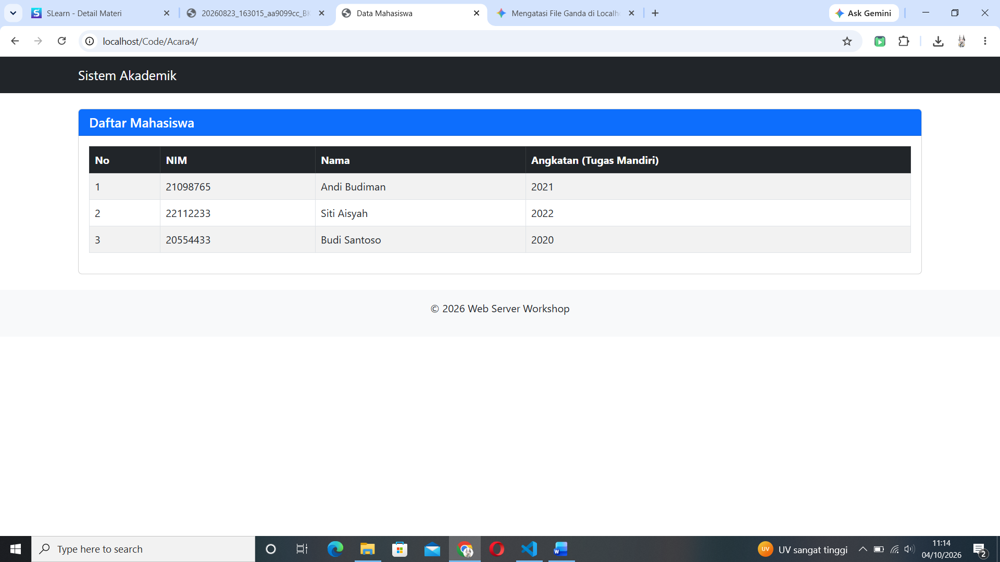 SLearn - Detail Materi
20260823_163015_aa9099cc_BK
Data Mahasiswa
Mengatasi File Ganda di Localh
Ask Gemini
localhost/Code/Acara4/
Sistem Akademik
Daftar Mahasiswa
No NIM Nama Angkatan (Tugas Mandiri)
1 21098765 Andi Budiman 2021
2 22112233 Siti Aisyah 2022
3 20554433 Budi Santoso 2020
© 2026 Web Server Workshop
Type here to search
UV
UV sangat tinggi
11:14
04/10/2026
2